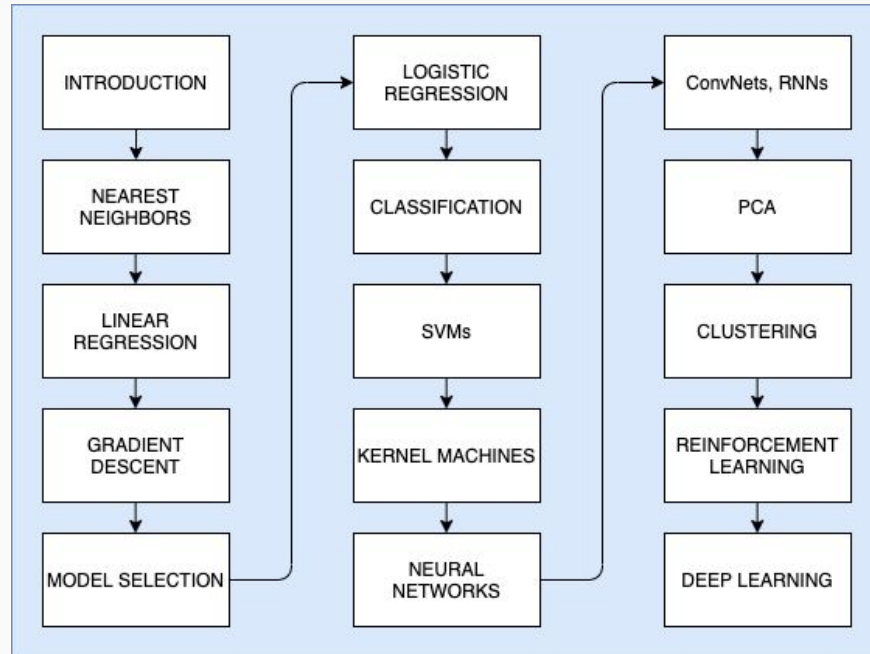 INTRODUCTION
NEAREST
NEIGHBORS
LINEAR
REGRESSION
GRADIENT
DESCENT
MODEL SELECTION
LOGISTIC
REGRESSION
CLASSIFICATION
SVMs
KERNEL MACHINES
NEURAL
NETWORKS
ConvNets, RNNs
PCA
CLUSTERING
REINFORCEMENT
LEARNING
DEEP LEARNING